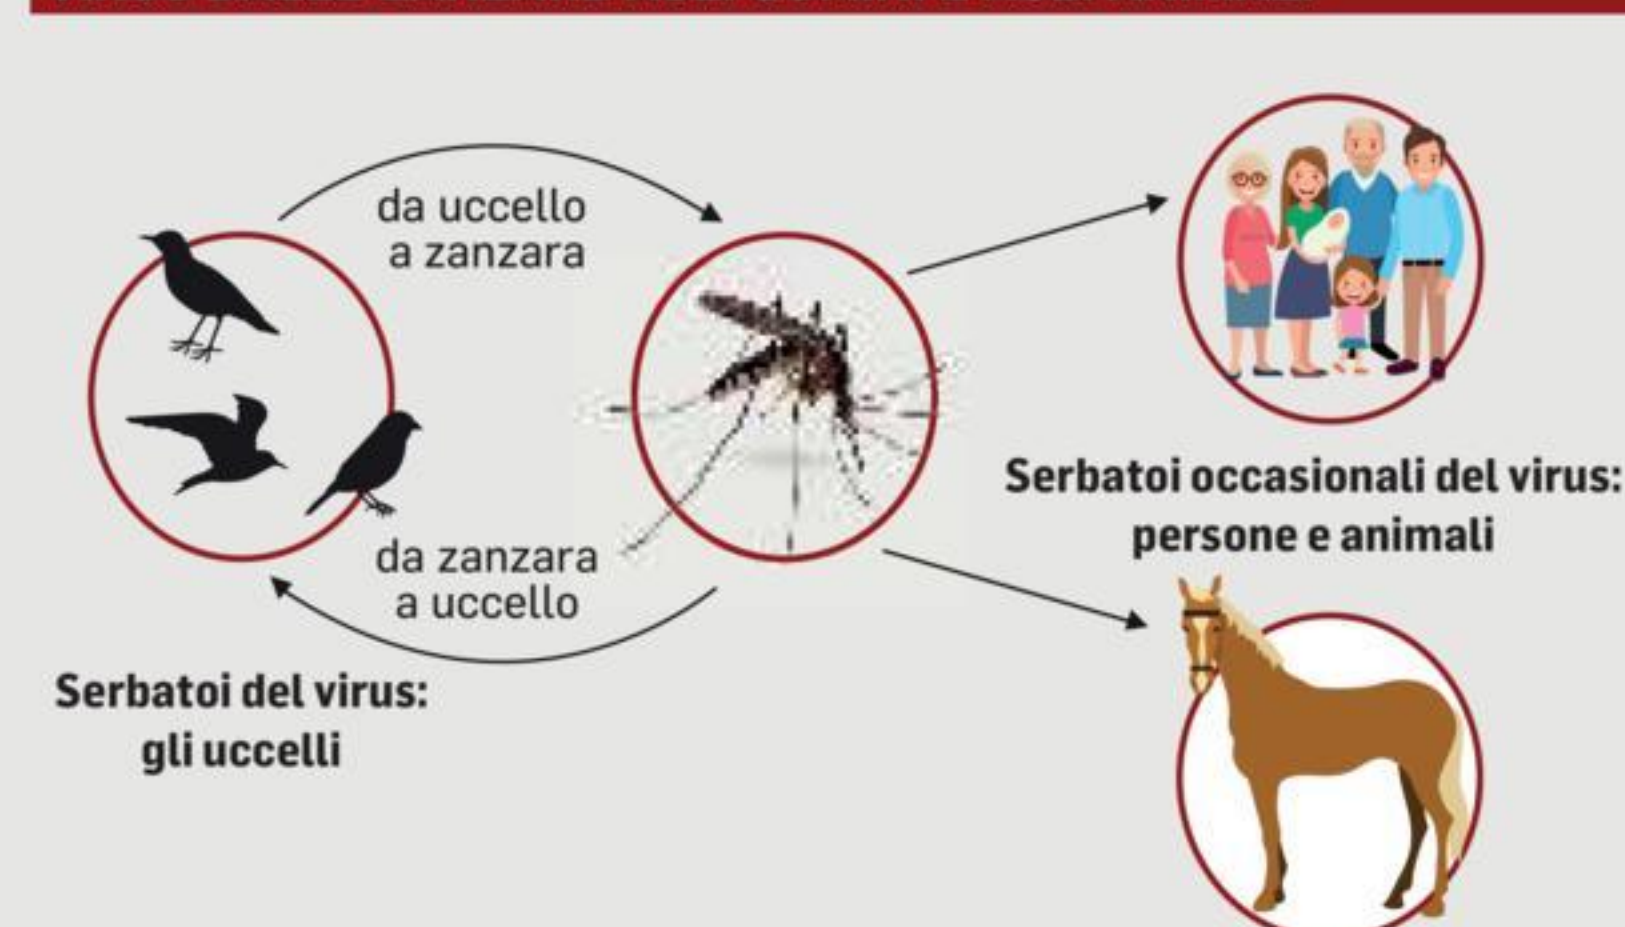 da uccello
a zanzara
da zanzara
a uccello
Serbatoi del virus:
gli uccelli
Serbatoi occasionali del virus:
persone e animali